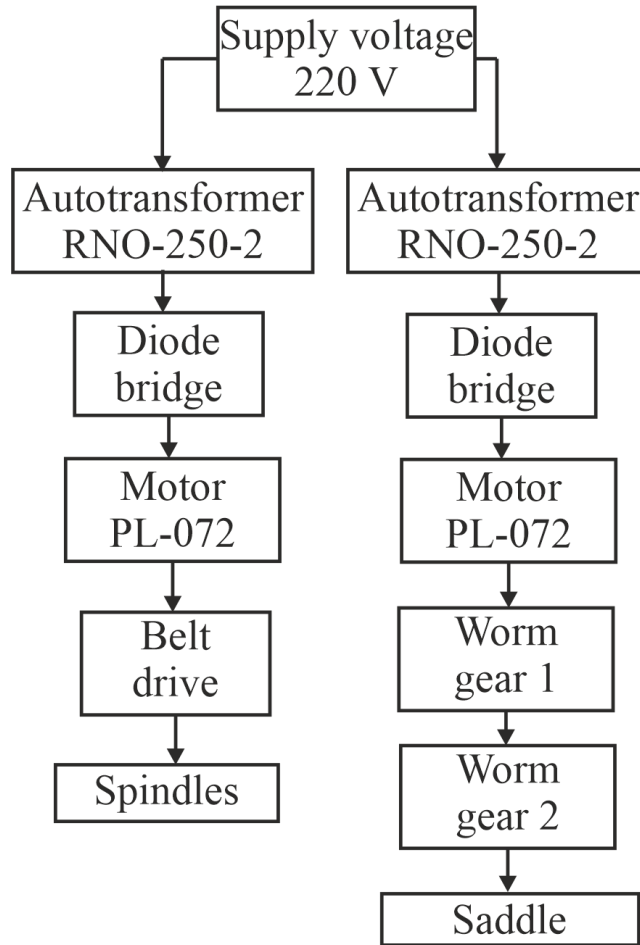 Supply voltage
220 V
Autotransformer
RNO-250-2
Autotransformer
RNO-250-2
Diode
bridge
Diode
bridge
Motor
PL-072
Motor
PL-072
Belt
drive
Worm
gear 1
Spindles
Worm
gear 2
Saddle